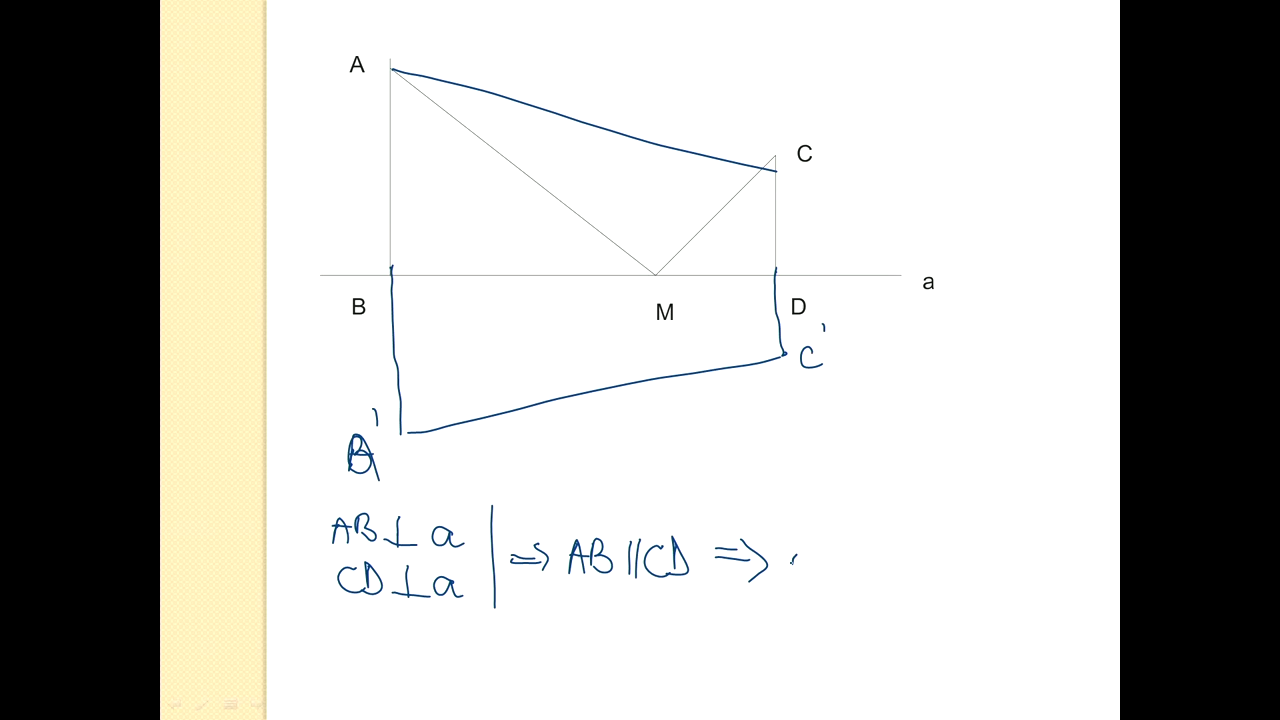 A
C
a
B
M
D
C'
A'
AB ⊥ a
CD ⊥ a
⇒ AB || CD ⇒